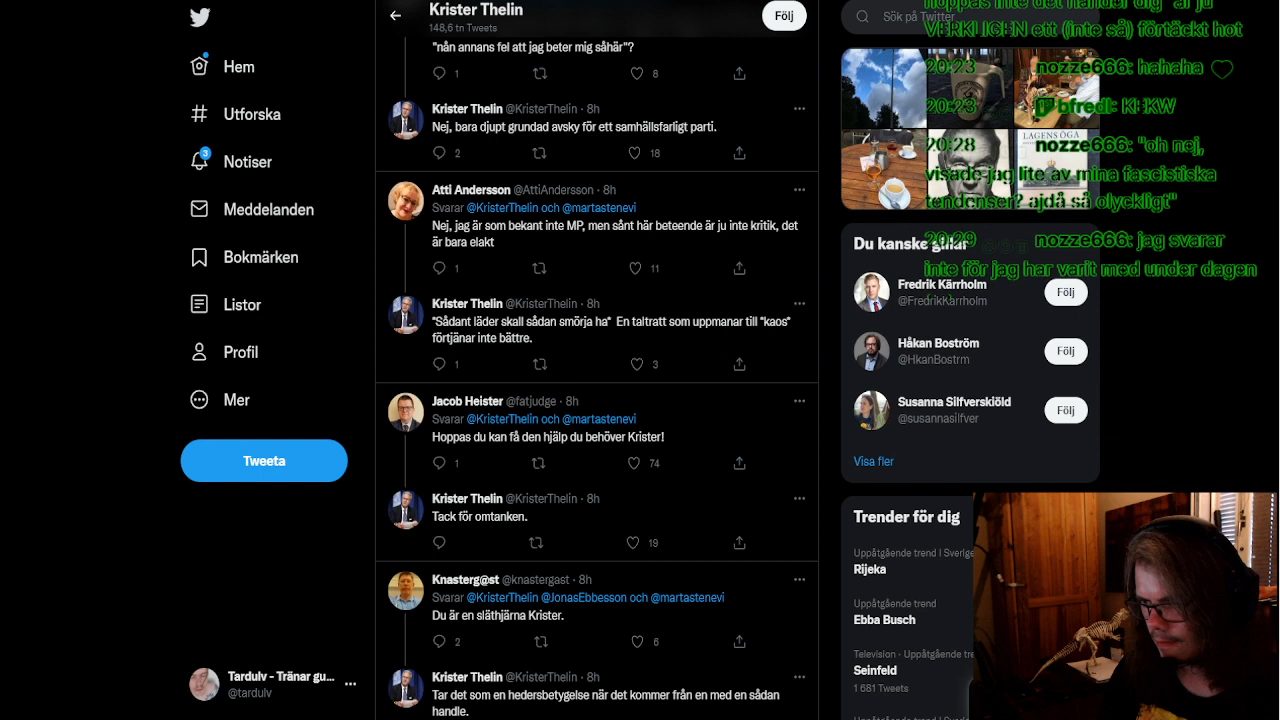 Hem
Utforska
3
Notiser
Meddelanden
Bokmärken
Listor
Profil
Mer
Tweeta
Tardulv - Tränar gu...
@tardulv
Krister Thelin
148,6 tn Tweets
Följ
"nån annans fel att jag beter mig såhär"?
1 8
Krister Thelin @KristerThelin · 8h
Nej, bara djupt grundad avsky för ett samhällsfarligt parti.
2 18
Atti Andersson @AttiAndersson · 8h
Svarar @KristerThelin och @martastenevi
Nej, jag är som bekant inte MP, men sånt här beteende är ju inte kritik, det
är bara elakt
1 11
Krister Thelin @KristerThelin · 8h
"Sådant läder skall sådan smörja ha" En taltratt som uppmanar till "kaos"
förtjänar inte bättre.
1 3
Jacob Heister @fatjudge · 8h
Svarar @KristerThelin och @martastenevi
Hoppas du kan få den hjälp du behöver Krister!
1 74
Krister Thelin @KristerThelin · 8h
Tack för omtanken.
19
Knasterg@st @knastergast · 8h
Svarar @KristerThelin @JonasEbbesson och @martastenevi
Du är en släthjärna Krister.
2 6
Krister Thelin @KristerThelin · 8h
Tar det som en hedersbetygelse när det kommer från en med en sådan
handle.
Sök på Twitter
hoppas inte det händer dig" är ju
VERKLIGEN ett (inte så) förtäckt hot
20:23 nozze666: hahaha
20:23 bfredl: KEKW
LAGENS ÖGA
20:28 nozze666: "oh nej,
visade jag lite av mina fascistiska
tendenser? ajdå så olyckligt"
20:29 nozze666: jag svarar
inte för jag har varit med under dagen
Du kanske gillar
Fredrik Kärrholm
@FredrikKarrholm
Följ
Håkan Boström
@HkanBostrm
Följ
Susanna Silfverskiöld
@susannasilfver
Följ
Visa fler
Trender för dig
Uppåtgående trend I Sverige
Rijeka
Uppåtgående trend
Ebba Busch
Television · Uppåtgående tre
Seinfeld
1 681 Tweets